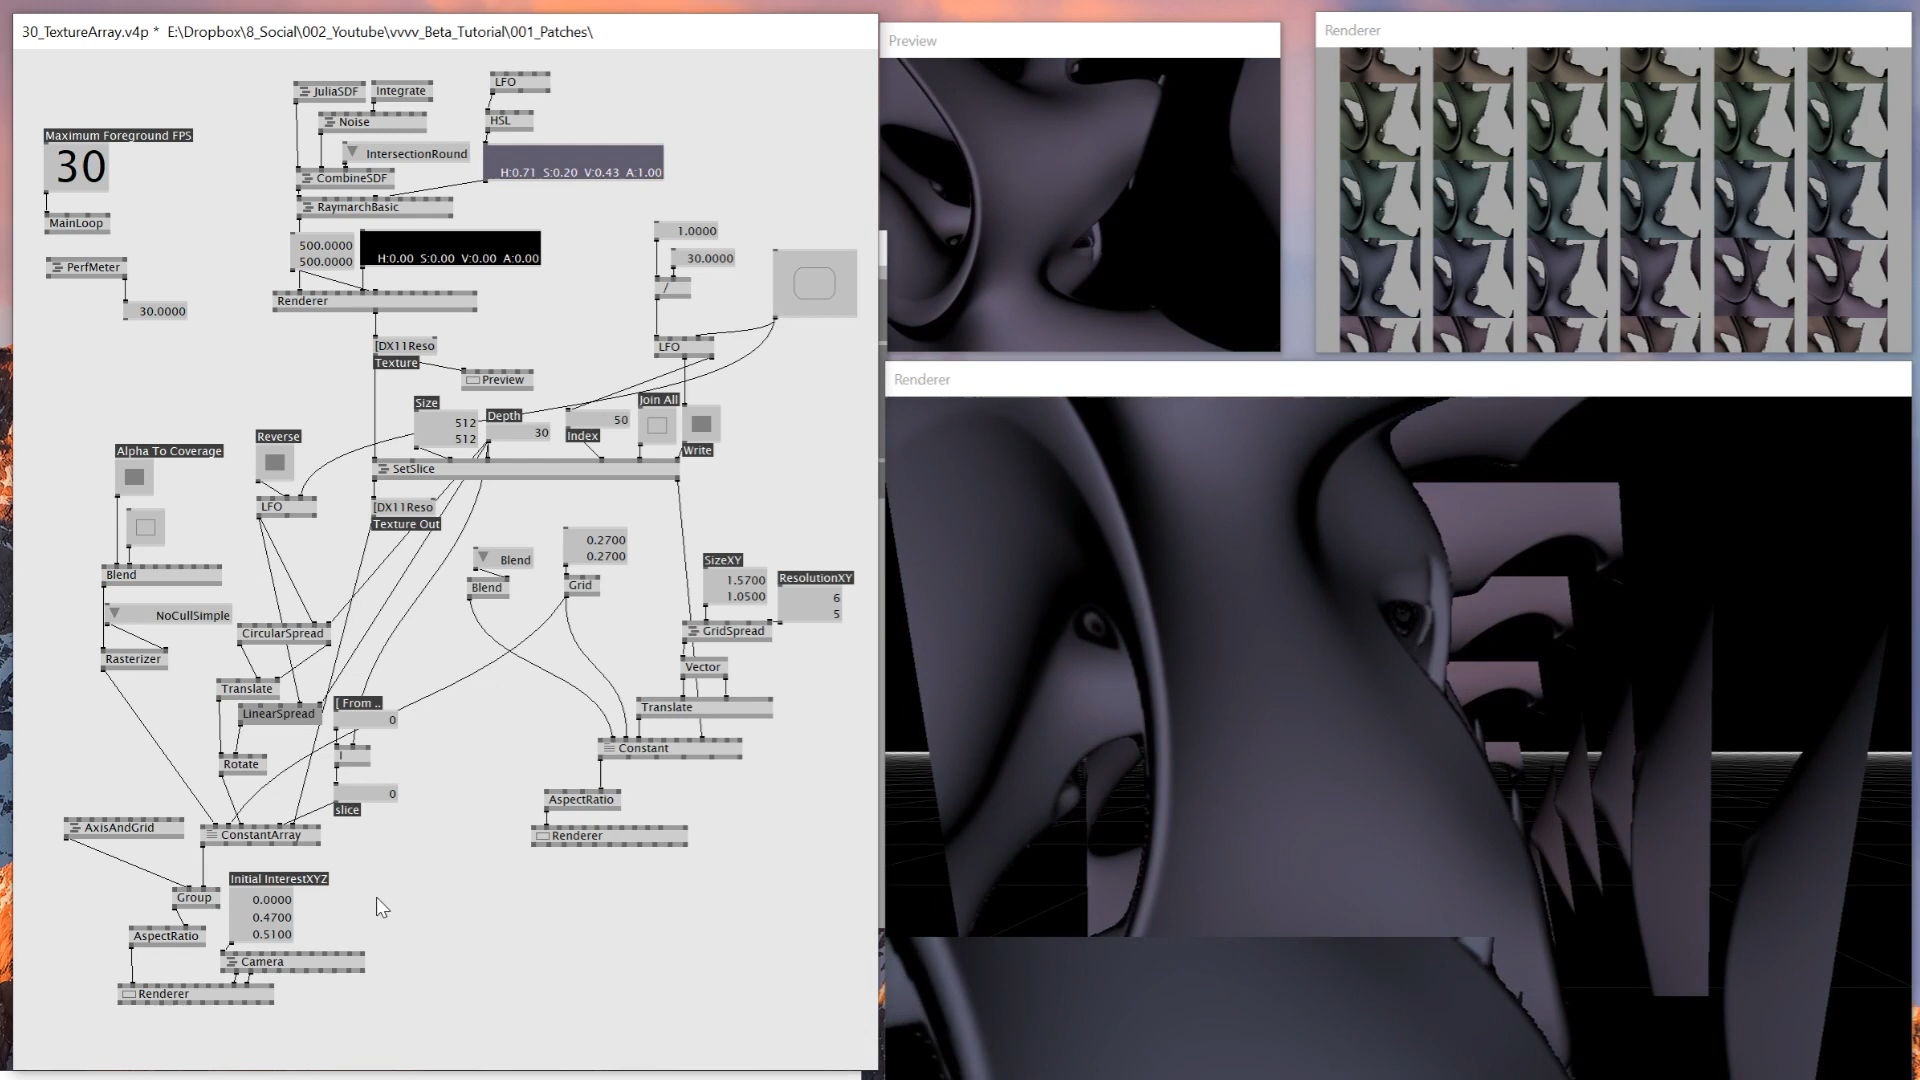 30_TextureArray.v4p * E:\Dropbox\8_Social\002_Youtube\vvvv_Beta_Tutorial\001_Patches\
Preview
Renderer
LFO
JuliaSDF
Integrate
HSL
Noise
Maximum Foreground FPS
30
IntersectionRound
H:0.71 S:0.20 V:0.43 A:1.00
CombineSDF
RaymarchBasic
MainLoop
1.0000
500.0000
500.0000
H:0.00 S:0.00 V:0.00 A:0.00
30.0000
PerfMeter
/
Renderer
30.0000
[DX11Reso
Texture
LFO
Preview
Renderer
Size
Depth
Join All
512
512
30
50
Index
Write
Reverse
Alpha To Coverage
SetSlice
LFO
[DX11Reso
Texture Out
0.2700
0.2700
Blend
SizeXY
Blend
Blend
Grid
1.5700
1.0500
ResolutionXY
6
5
NoCullSimple
CircularSpread
GridSpread
Rasterizer
Vector
Translate
[ From ..
LinearSpread
0
Translate
Constant
Rotate
0
slice
AspectRatio
AxisAndGrid
ConstantArray
Renderer
Initial InterestXYZ
Group
0.0000
0.4700
0.5100
AspectRatio
Camera
Renderer